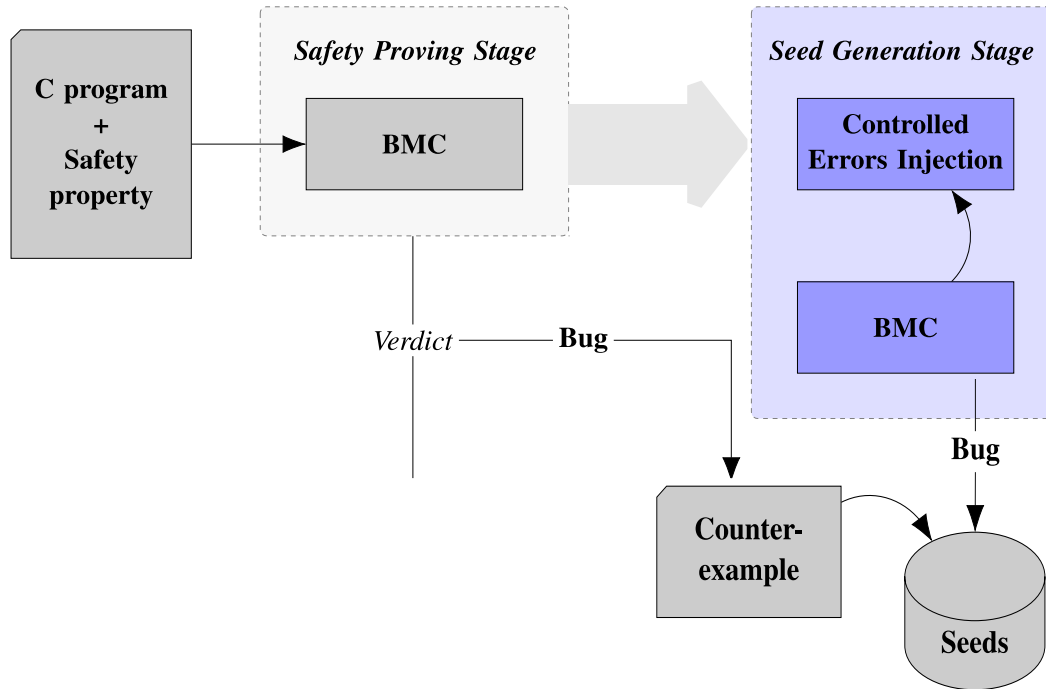 C program
+
Safety
property
Safety Proving Stage
BMC
Seed Generation Stage
Controlled
Errors Injection
BMC
Verdict
Bug
Bug
Counter-
example
Seeds